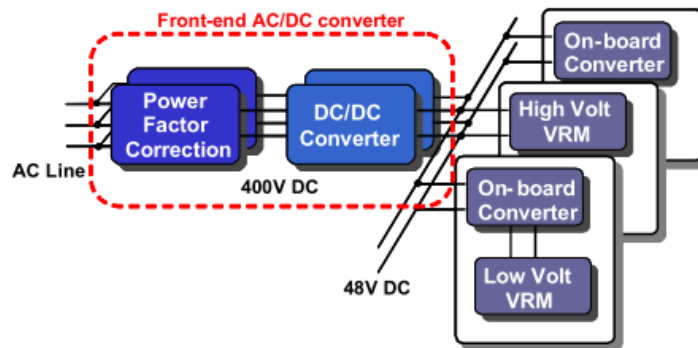 Front-end AC/DC converter
On-board
Converter
Power
Factor
Correction
DC/DC
Converter
High Volt
VRM
AC Line
400V DC
On-board
Converter
48V DC
Low Volt
VRM